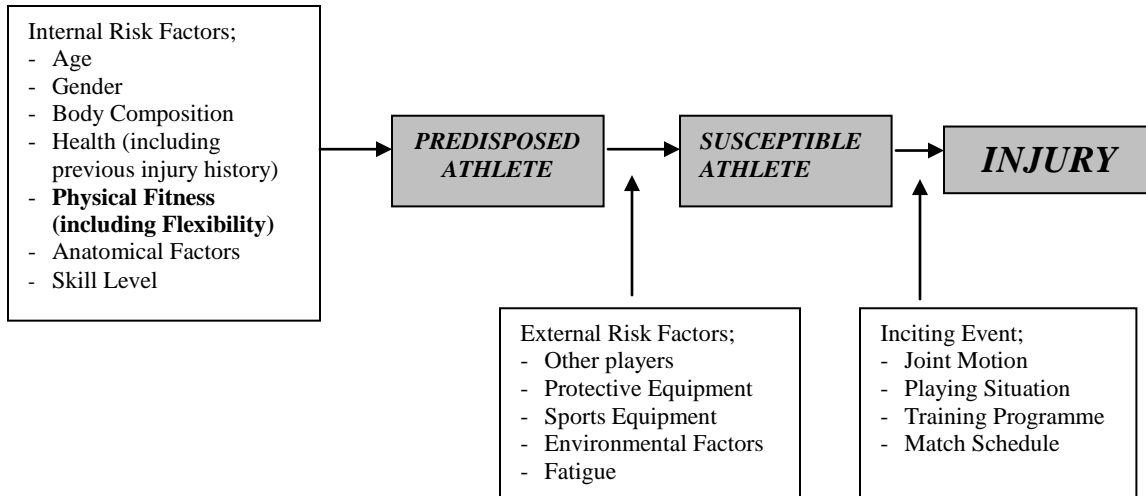 Internal Risk Factors;
- Age
- Gender
- Body Composition
- Health (including
previous injury history)
- Physical Fitness
(including Flexibility)
- Anatomical Factors
- Skill Level
PREDISPOSED
ATHLETE
SUSCEPTIBLE
ATHLETE
INJURY
External Risk Factors;
- Other players
- Protective Equipment
- Sports Equipment
- Environmental Factors
- Fatigue
Inciting Event;
- Joint Motion
- Playing Situation
- Training Programme
- Match Schedule